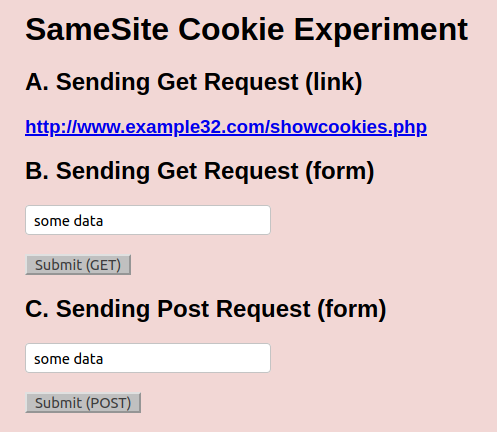 SameSite Cookie Experiment
A. Sending Get Request (link)
http://www.example32.com/showcookies.php
B. Sending Get Request (form)
some data
Submit (GET)
C. Sending Post Request (form)
some data
Submit (POST)